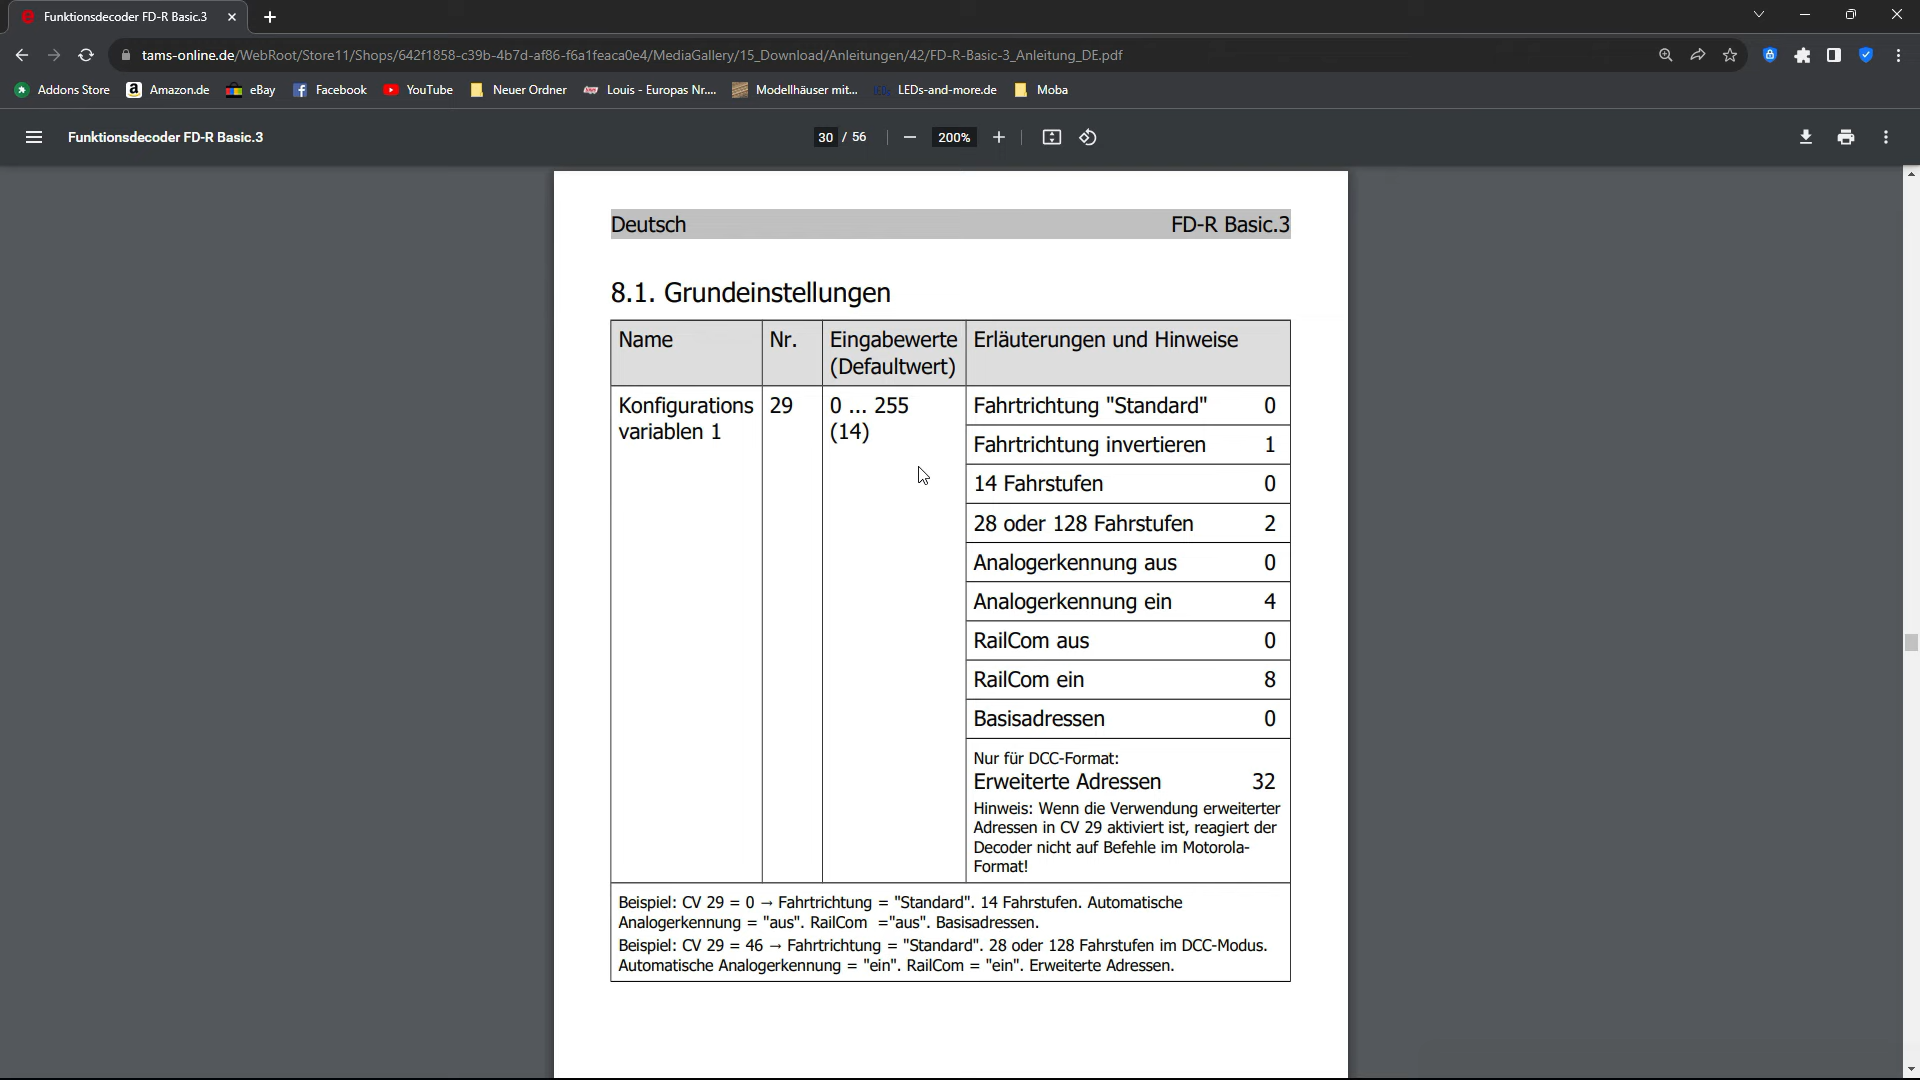 Funktionsdecoder FD-R Basic.3
tams-online.de/WebRoot/Store11/Shops/642f1858-c39b-4b7d-af86-f6a1feaca0e4/MediaGallery/15_Download/Anleitungen/42/FD-R-Basic-3_Anleitung_DE.pdf
Addons Store Amazon.de eBay Facebook YouTube Neuer Ordner Louis - Europas Nr.... Modellhäuser mit... LEDs-and-more.de Moba
Funktionsdecoder FD-R Basic.3 30 / 56 200%
Deutsch FD-R Basic.3
8.1. Grundeinstellungen
Name Nr. Eingabewerte Erläuterungen und Hinweise
(Defaultwert)
Konfigurations 29 0 ... 255 Fahrtrichtung "Standard" 0
variablen 1 (14)
Fahrtrichtung invertieren 1
14 Fahrstufen 0
28 oder 128 Fahrstufen 2
Analogerkennung aus 0
Analogerkennung ein 4
RailCom aus 0
RailCom ein 8
Basisadressen 0
Nur für DCC-Format:
Erweiterte Adressen 32
Hinweis: Wenn die Verwendung erweiterter
Adressen in CV 29 aktiviert ist, reagiert der
Decoder nicht auf Befehle im Motorola-
Format!
Beispiel: CV 29 = 0 → Fahrtrichtung = "Standard". 14 Fahrstufen. Automatische
Analogerkennung = "aus". RailCom ="aus". Basisadressen.
Beispiel: CV 29 = 46 → Fahrtrichtung = "Standard". 28 oder 128 Fahrstufen im DCC-Modus.
Automatische Analogerkennung = "ein". RailCom = "ein". Erweiterte Adressen.